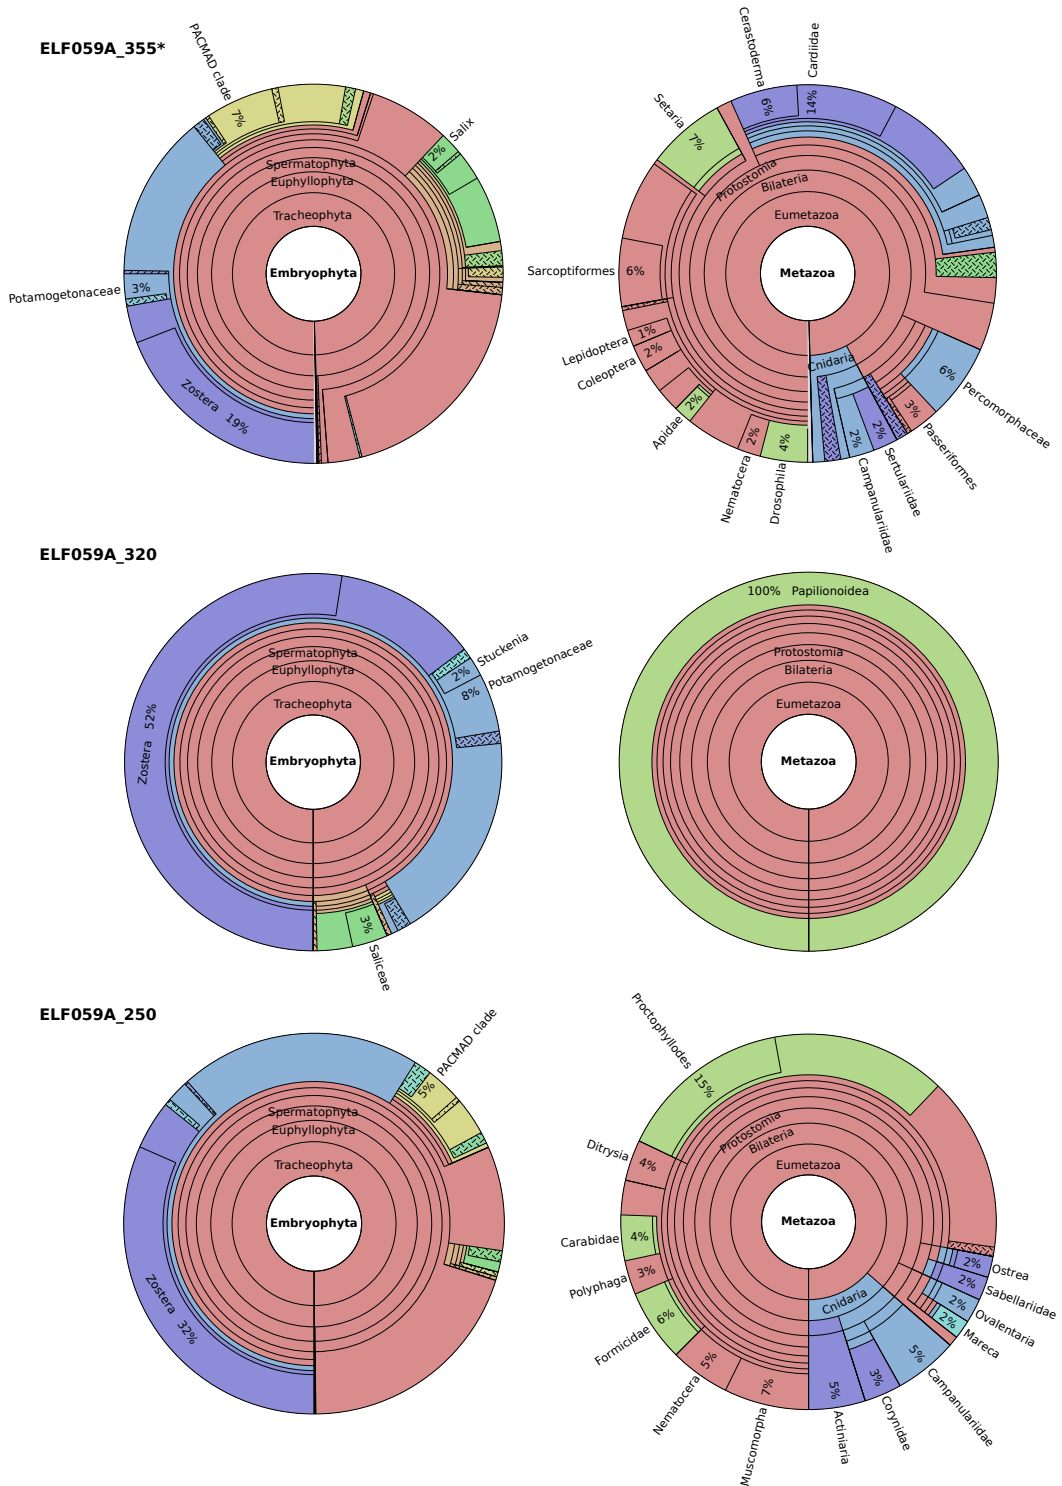 ELF059A_355*
PACMAD clade
7%
Salix
2%
Spermatophyta
Euphyllophyta
Tracheophyta
Embryophyta
Potamogetonaceae
3%
Zostera 19%
Cerastoderma
6%
Cardiidae
14%
Setaria
7%
Protostomia
Bilateria
Eumetazoa
Metazoa
Sarcoptiformes
6%
Lepidoptera
1%
Coleoptera
2%
Apidae
2%
Nematocera
2%
Drosophila
4%
Cnidaria
Campanulariidae
2%
Sertulariidae
2%
Passeriformes
3%
Percomorphaceae
6%
ELF059A_320
Spermatophyta
Euphyllophyta
Tracheophyta
Embryophyta
Zostera 52%
Stuckenia
2%
Potamogetonaceae
8%
Saliceae
3%
100% Papilionoidea
Protostomia
Bilateria
Eumetazoa
Metazoa
ELF059A_250
PACMAD clade
5%
Spermatophyta
Euphyllophyta
Tracheophyta
Embryophyta
Zostera 32%
Proctophyllodes
15%
Protostomia
Bilateria
Eumetazoa
Metazoa
Ditrysia
4%
Carabidae
4%
Polyphaga
3%
Formicidae
6%
Nematocera
5%
Muscomorpha
7%
Cnidaria
Actiniaria
5%
Corynidae
3%
Campanulariidae
5%
Mareca
2%
Ovalentaria
2%
Sabellariidae
2%
Ostrea
2%